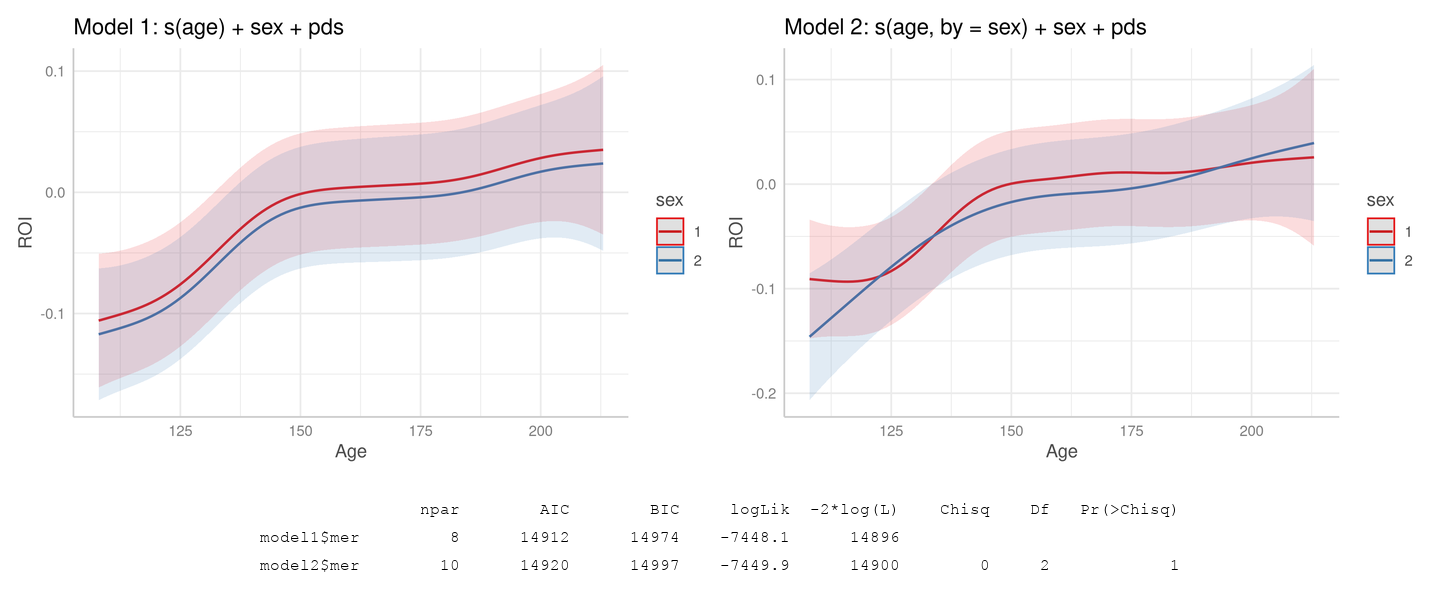 Model 1: s(age) + sex + pds
0.1
0.0
-0.1
ROI
125 150 175 200
Age
sex
1
2
Model 2: s(age, by = sex) + sex + pds
0.1
0.0
-0.1
-0.2
ROI
125 150 175 200
Age
sex
1
2
npar AIC BIC logLik -2*log(L) Chisq Df Pr(>Chisq)
model1$mer 8 14912 14974 -7448.1 14896
model2$mer 10 14920 14997 -7449.9 14900 0 2 1